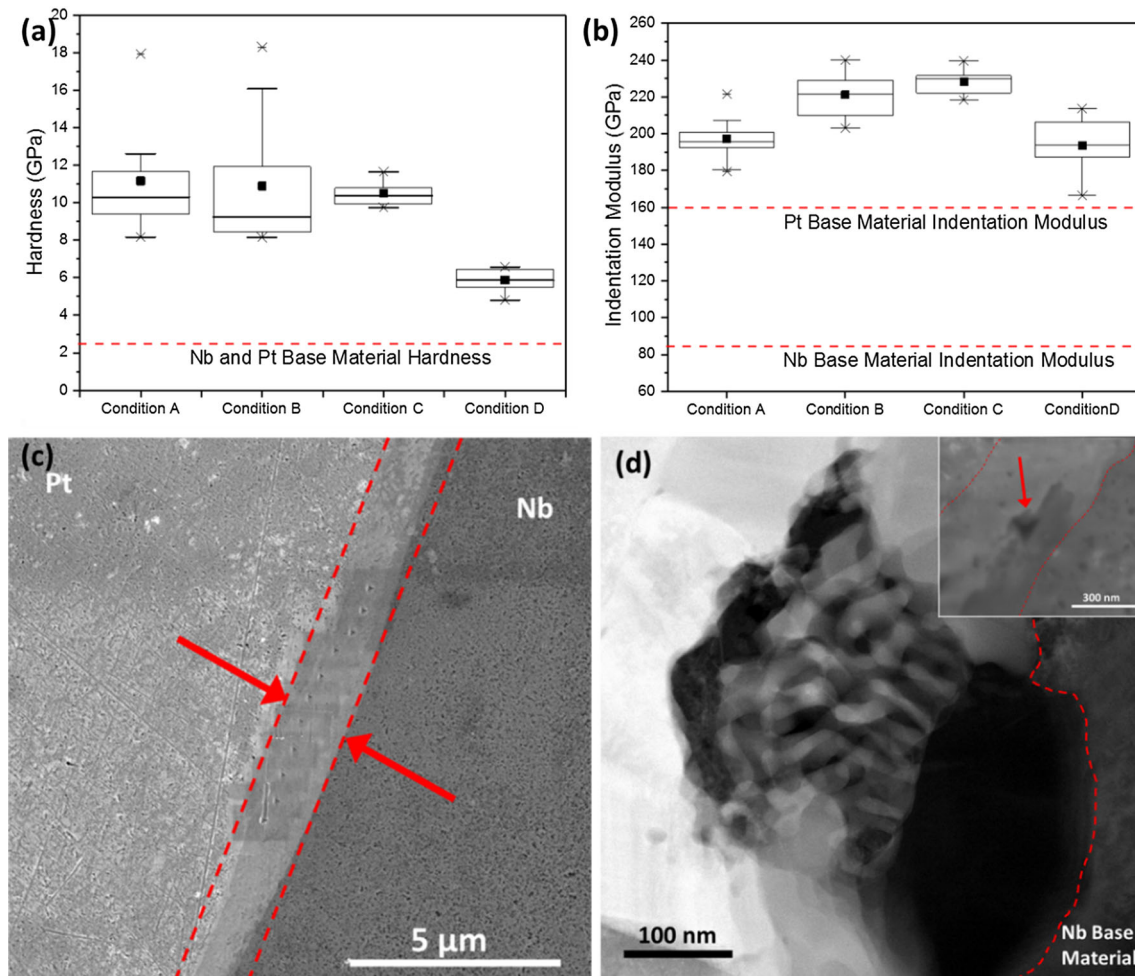 (a)
20
18
16
14
12
10
8
6
4
2
0
Hardness (GPa)
Nb and Pt Base Material Hardness
Condition A
Condition B
Condition C
Condition D
(b)
260
240
220
200
180
160
140
120
100
80
60
Indentation Modulus (GPa)
Pt Base Material Indentation Modulus
Nb Base Material Indentation Modulus
Condition A
Condition B
Condition C
ConditionD
(c)
Pt
Nb
5 µm
(d)
300 nm
100 nm
Nb Base
Material